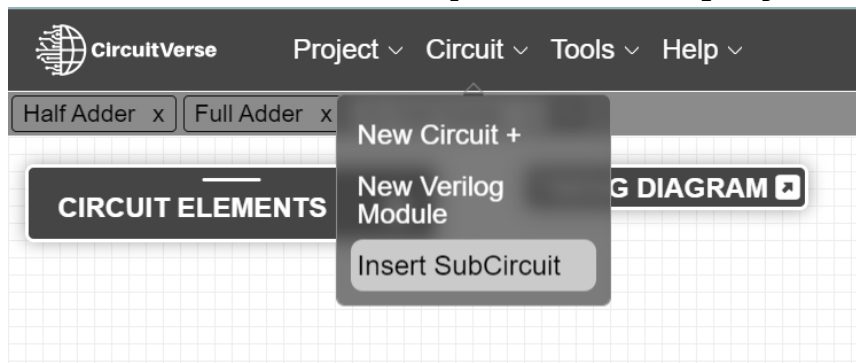 CircuitVerse Project Circuit Tools Help
Half Adder x Full Adder x
New Circuit +
New Verilog
Module
Insert SubCircuit
CIRCUIT ELEMENTS
G DIAGRAM